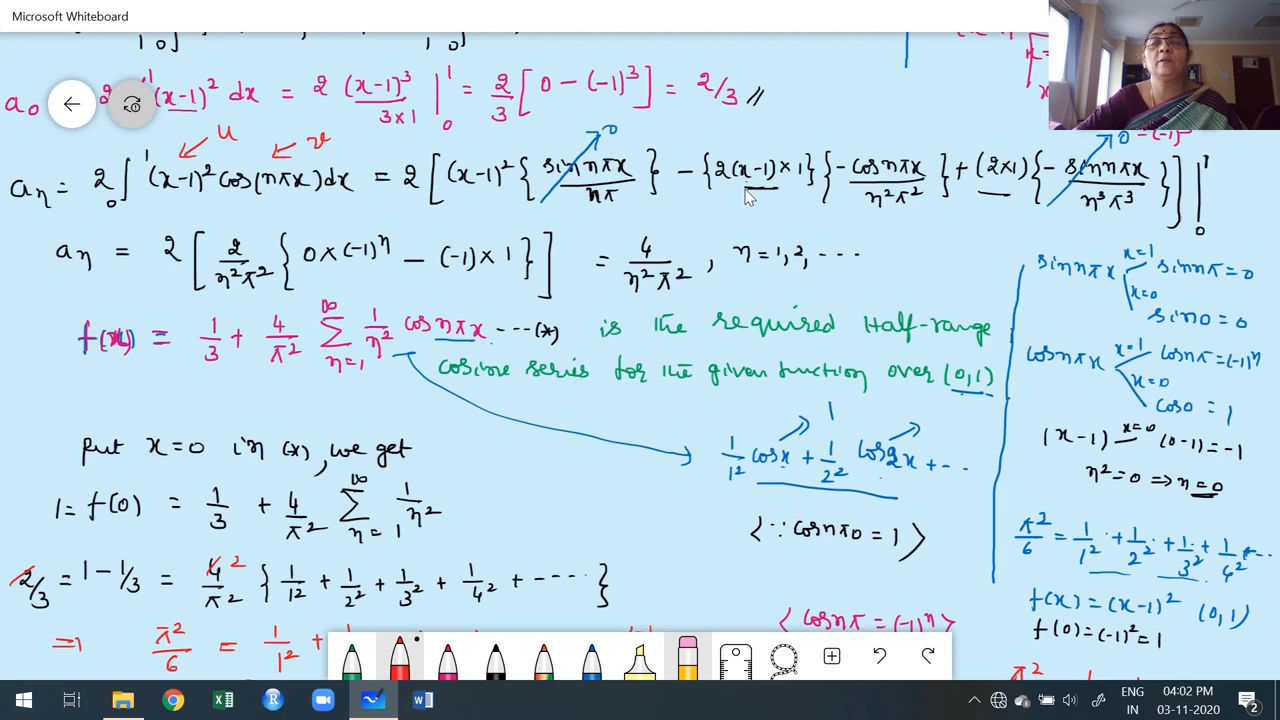 Microsoft Whiteboard
a₀ 2 ∫ (x-1)² dx = 2 (x-1)³/3×1 |₀¹ = 2/3 [0 - (-1)³] = 2/3 //
u v 0 0
aₙ = 2 ₀∫¹ (x-1)² cos(nπx) dx = 2 [(x-1)² {sin nπx/nπ} - {2(x-1)×1} {-cos nπx/n²π²} + (2×1) {- sin nπx/n³π³}] |₀¹
aₙ = 2 [2/n²π² {0×(-1)ⁿ - (-1)×1}] = 4/n²π², n=1,2,---
f(x) = 1/3 + 4/π² ∞Σn=1 1/n² cos nπx. ---(*) is the required Half-range
cosine series for the given function over (0,1)
1/1² cos x + 1/2² cos 2x + ---
1
put x=0 in (*), we get
1 = f(0) = 1/3 + 4/π² ∞Σn=1 1/n²
<∵ cos nπ0 = 1>
2/3 = 1 - 1/3 = 4/π² {1/1² + 1/2² + 1/3² + 1/4² + ----}
2
⇒ π²/6 = 1/1² +
<cos nπ = (-1)ⁿ>
sin nπx x=1 sin nπ = 0
x=0 sin 0 = 0
cos nπx x=1 cos nπ = (-1)ⁿ
x=0 cos 0 = 1
(x-1) x=0 (0-1) = -1
n² = 0 ⇒ n = 0
π²/6 = 1/1² + 1/2² + 1/3² + 1/4² + ---
f(x) = (x-1)² (0,1)
f(0) = (-1)² = 1
ENG
IN
04:02 PM
03-11-2020
2